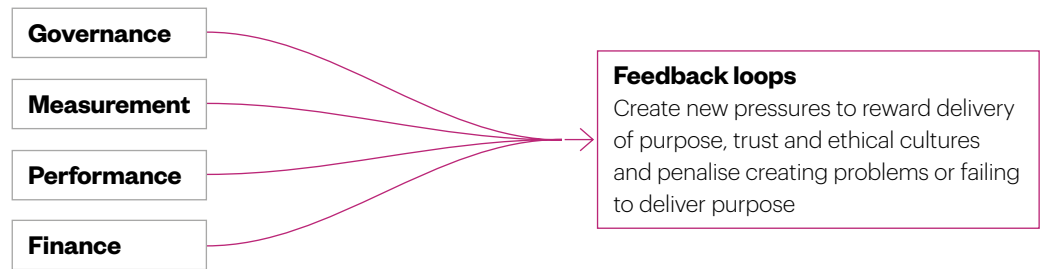 Governance
Measurement
Performance
Finance
Feedback loops
Create new pressures to reward delivery
of purpose, trust and ethical cultures
and penalise creating problems or failing
to deliver purpose